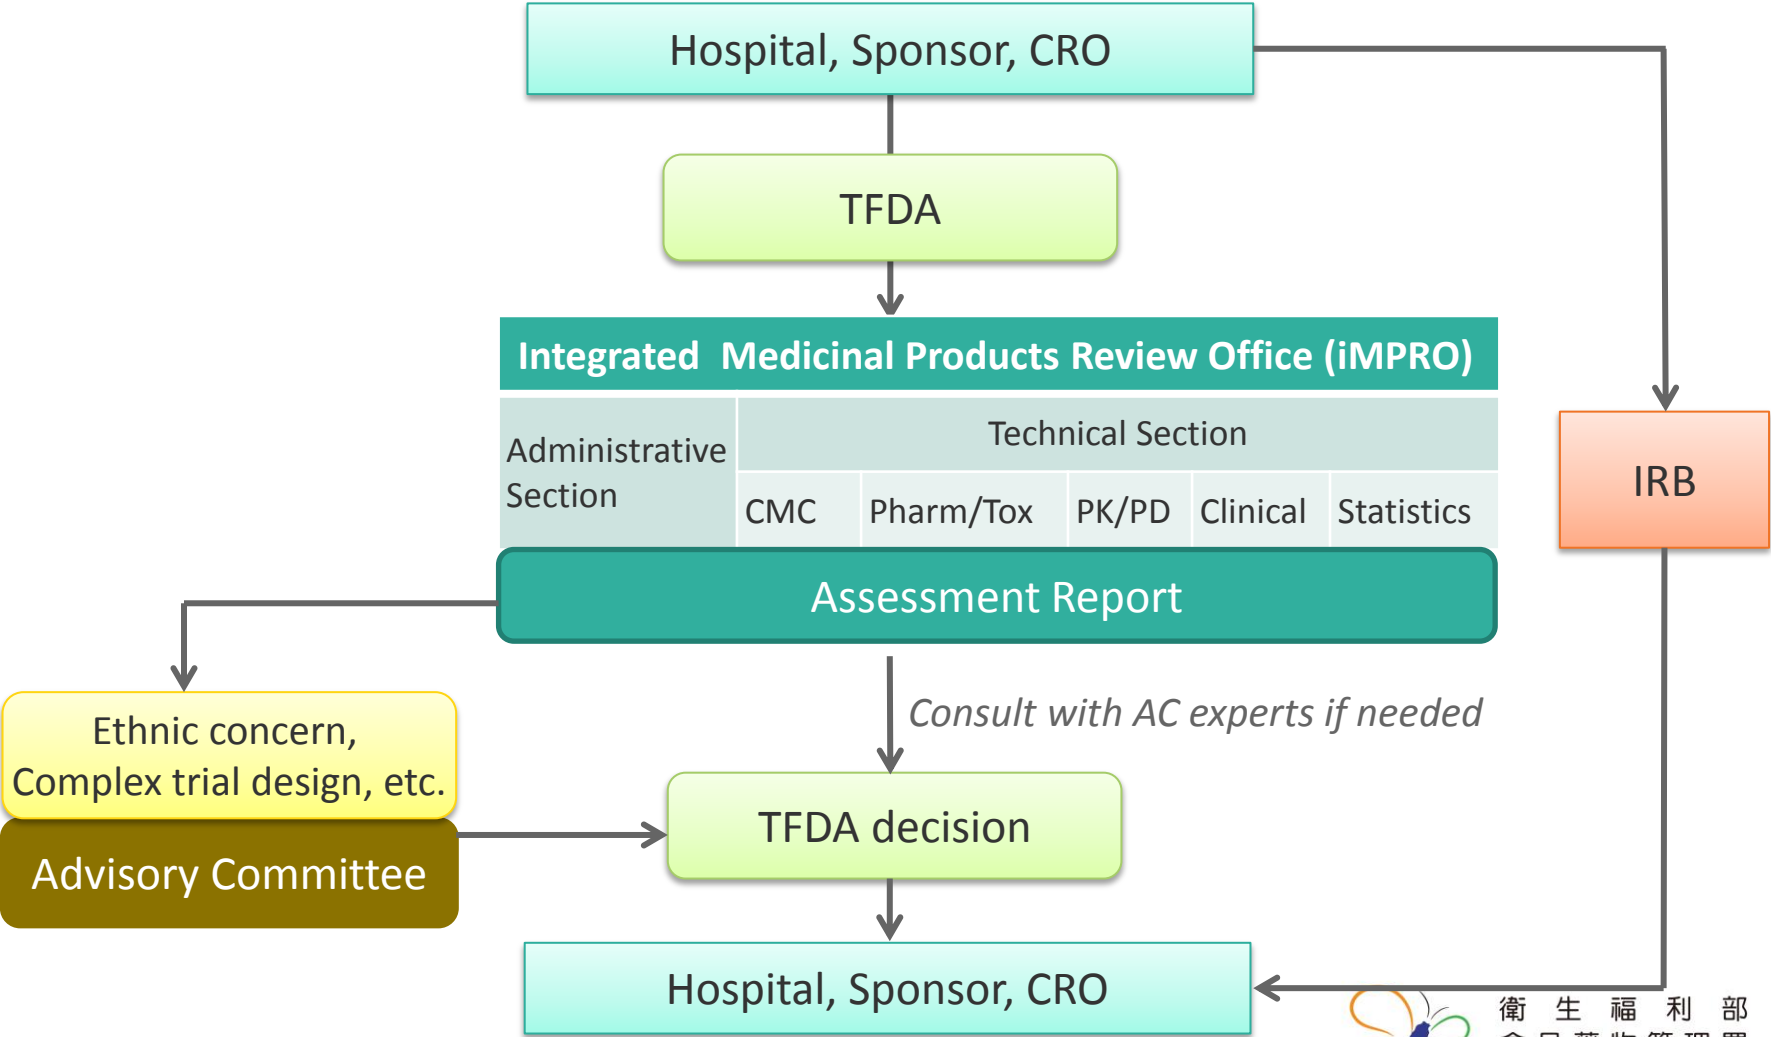 Hospital, Sponsor, CRO
TFDA
Integrated Medicinal Products Review Office (iMPRO)
Administrative
Section
Technical Section
CMC
Pharm/Tox
PK/PD
Clinical
Statistics
IRB
Assessment Report
Consult with AC experts if needed
Ethnic concern,
Complex trial design, etc.
Advisory Committee
TFDA decision
Hospital, Sponsor, CRO
衛生福利部